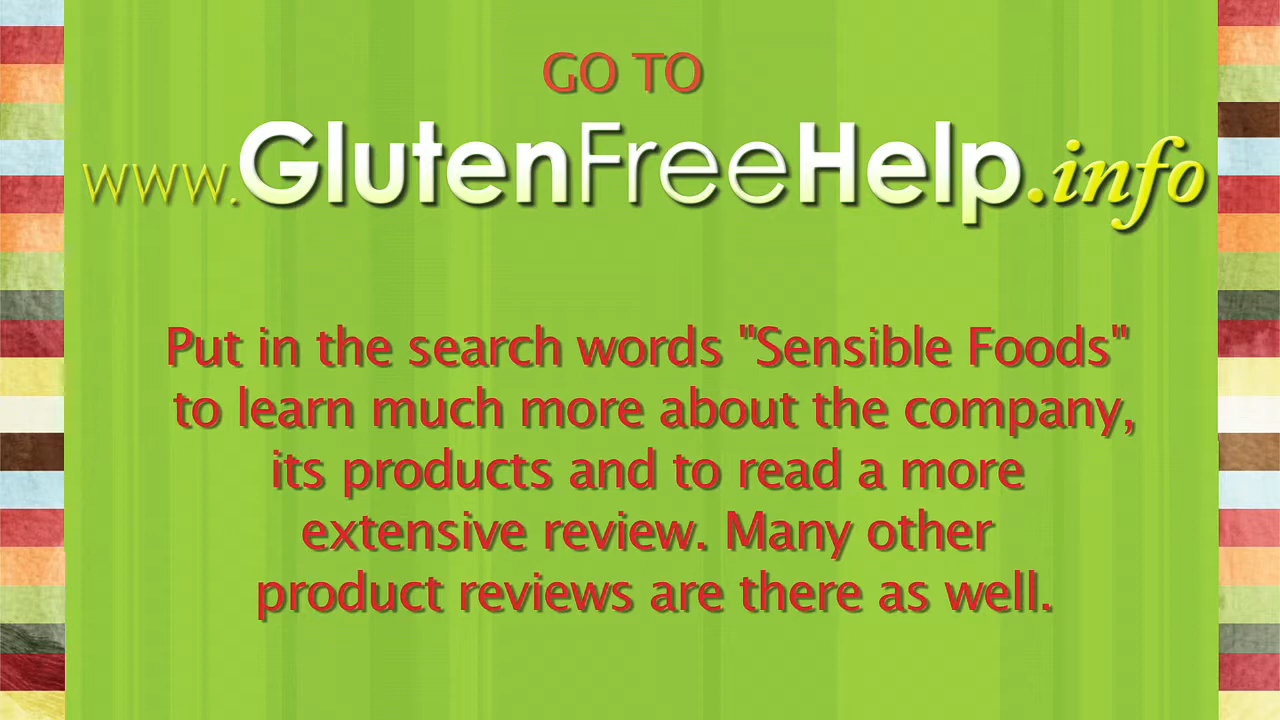 GO TO
www.GlutenFreeHelp.info
Put in the search words "Sensible Foods"
to learn much more about the company,
its products and to read a more
extensive review. Many other
product reviews are there as well.